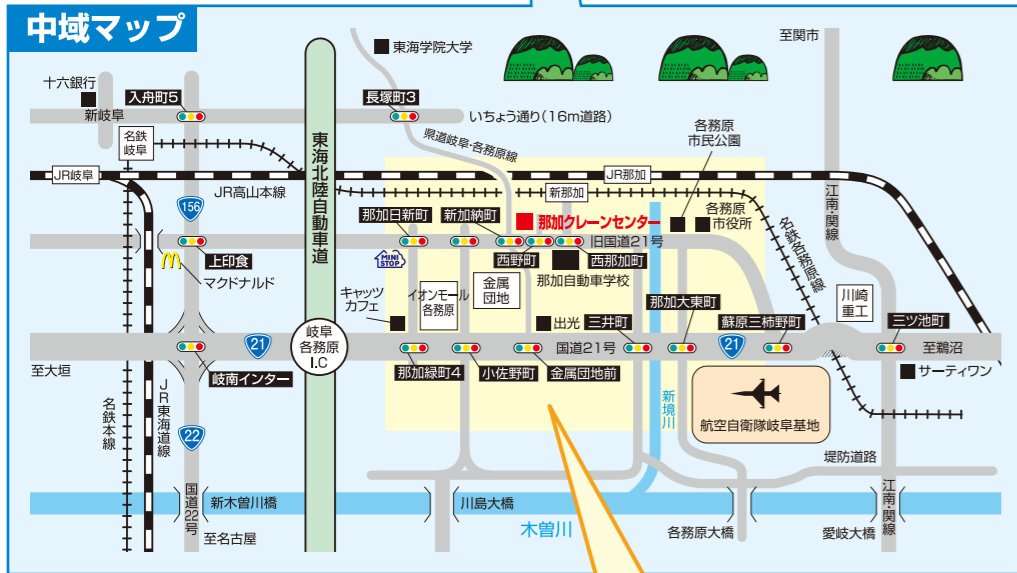 中域マップ
至関市
東海学院大学
十六銀行
入舟町5
長塚町3
新岐阜
いちょう通り(16m道路)
名鉄
岐阜
県道岐阜・各務原線
各務原
市民公園
東海北陸自動車道
JR岐阜
JR那加
JR高山本線
新那加
江南・関線
156
那加日新町
新加納町
那加クレーンセンター
各務原
市役所
旧国道21号
上印食
西野町
西那加町
名鉄各務原線
MINI
STOP
マクドナルド
那加自動車学校
金属
団地
キャッツ
カフェ
イオンモール
各務原
那加大東町
川崎
重工
出光
三井町
蘇原三柿野町
三ツ池町
21
岐阜
各務原
I.C
国道21号
21
至鵜沼
至大垣
岐南インター
那加緑町4
小佐野町
金属団地前
サーティワン
JR東海道線
名鉄本線
新境川
航空自衛隊岐阜基地
22
堤防道路
国道22号
新木曽川橋
川島大橋
江南・関線
至名古屋
木曽川
各務原大橋
愛岐大橋